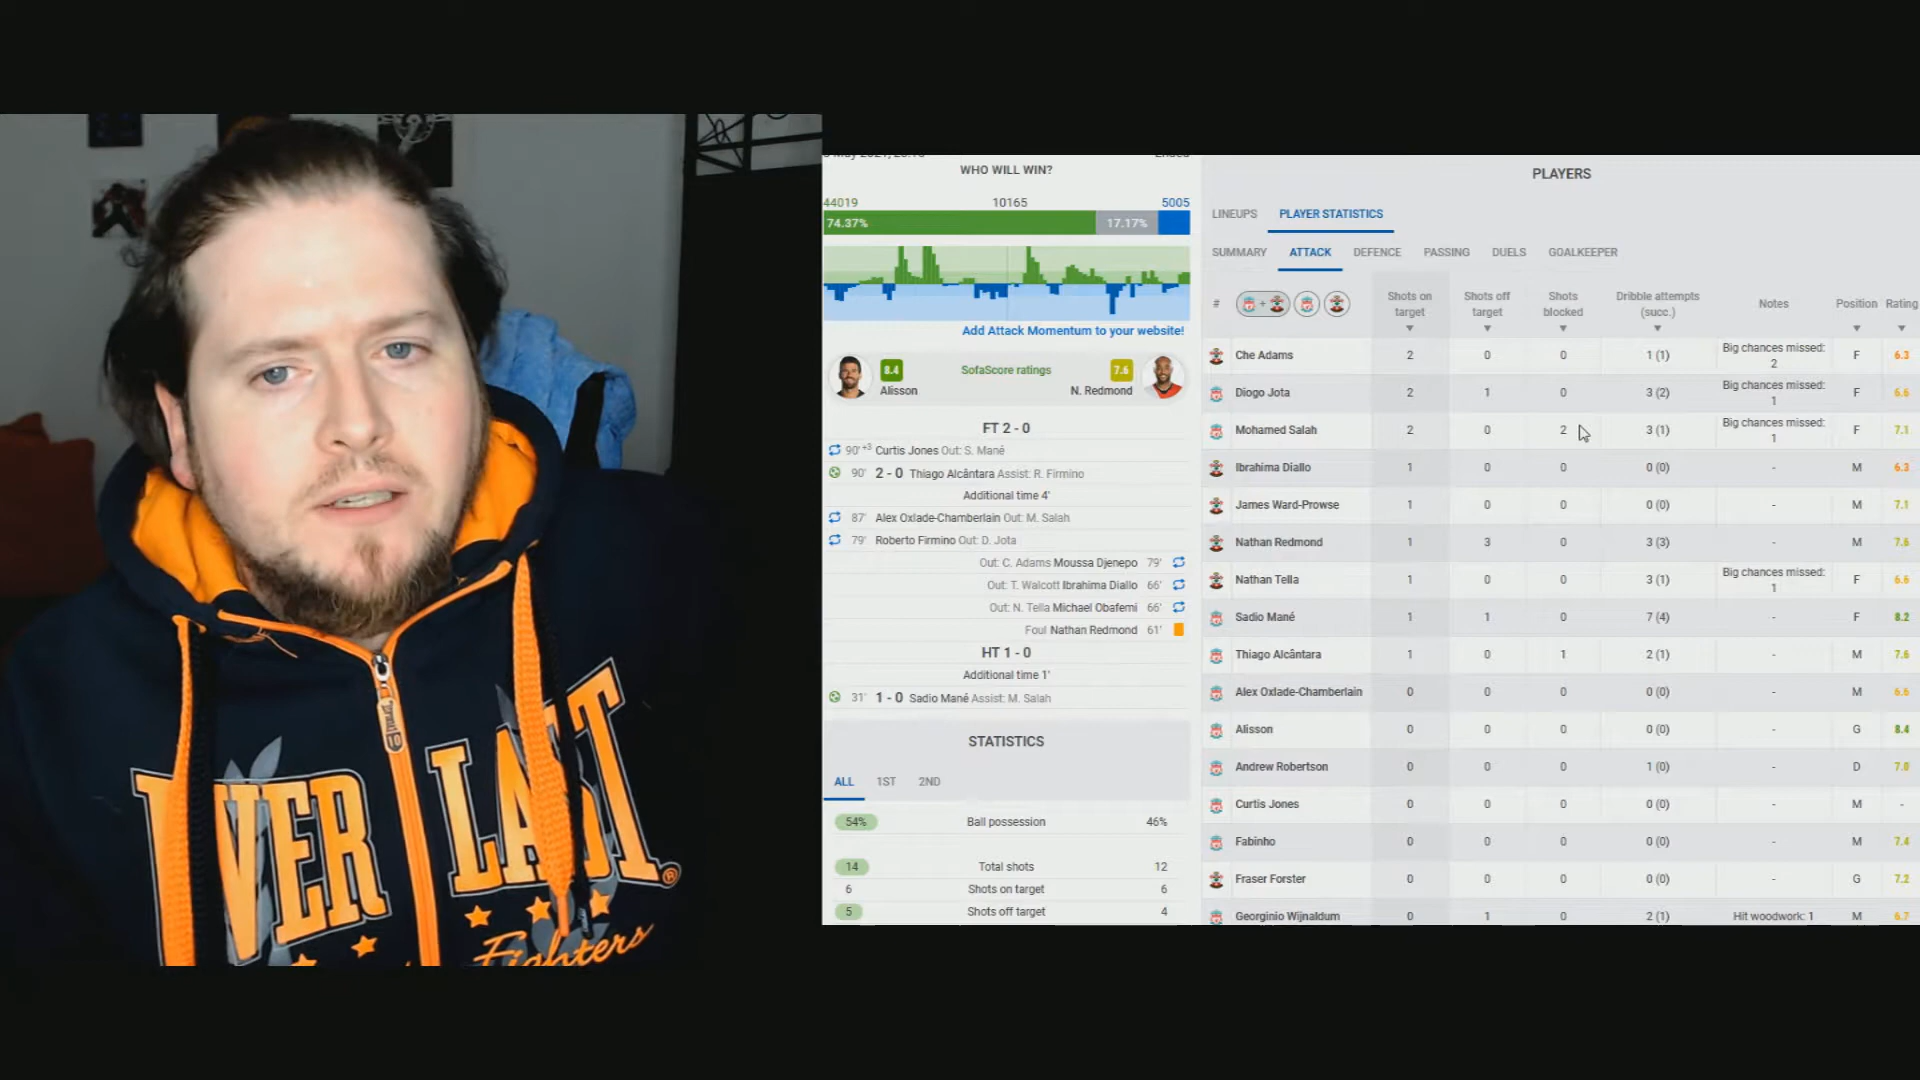 WHO WILL WIN?
44019 10165 5005
74.37% 17.17%
Add Attack Momentum to your website!
8.4 SofaScore ratings 7.6
Alisson N. Redmond
FT 2 - 0
90'+3 Curtis Jones Out: S. Mané
90' 2 - 0 Thiago Alcântara Assist: R. Firmino
Additional time 4'
87' Alex Oxlade-Chamberlain Out: M. Salah
79' Roberto Firmino Out: D. Jota
Out: C. Adams Moussa Djenepo 79'
Out: T. Walcott Ibrahima Diallo 66'
Out: N. Tella Michael Obafemi 66'
Foul Nathan Redmond 61'
HT 1 - 0
Additional time 1'
31' 1 - 0 Sadio Mané Assist: M. Salah
STATISTICS
ALL 1ST 2ND
54% Ball possession 46%
14 Total shots 12
6 Shots on target 6
5 Shots off target 4
PLAYERS
LINEUPS PLAYER STATISTICS
SUMMARY ATTACK DEFENCE PASSING DUELS GOALKEEPER
# + Shots on target Shots off target Shots blocked Dribble attempts (succ.) Notes Position Rating
Che Adams 2 0 0 1 (1) Big chances missed: 2 F 6.3
Diogo Jota 2 1 0 3 (2) Big chances missed: 1 F 6.6
Mohamed Salah 2 0 2 3 (1) Big chances missed: 1 F 7.1
Ibrahima Diallo 1 0 0 0 (0) - M 6.3
James Ward-Prowse 1 0 0 0 (0) - M 7.1
Nathan Redmond 1 3 0 3 (3) - M 7.6
Nathan Tella 1 0 0 3 (1) Big chances missed: 1 F 6.6
Sadio Mané 1 1 0 7 (4) - F 8.2
Thiago Alcântara 1 0 1 2 (1) - M 7.6
Alex Oxlade-Chamberlain 0 0 0 0 (0) - M 6.6
Alisson 0 0 0 0 (0) - G 8.4
Andrew Robertson 0 0 0 1 (0) - D 7.0
Curtis Jones 0 0 0 0 (0) - M -
Fabinho 0 0 0 0 (0) - M 7.4
Fraser Forster 0 0 0 0 (0) - G 7.2
Georginio Wijnaldum 0 1 0 2 (1) Hit woodwork: 1 M 6.7
EVERLAST®
Fighters